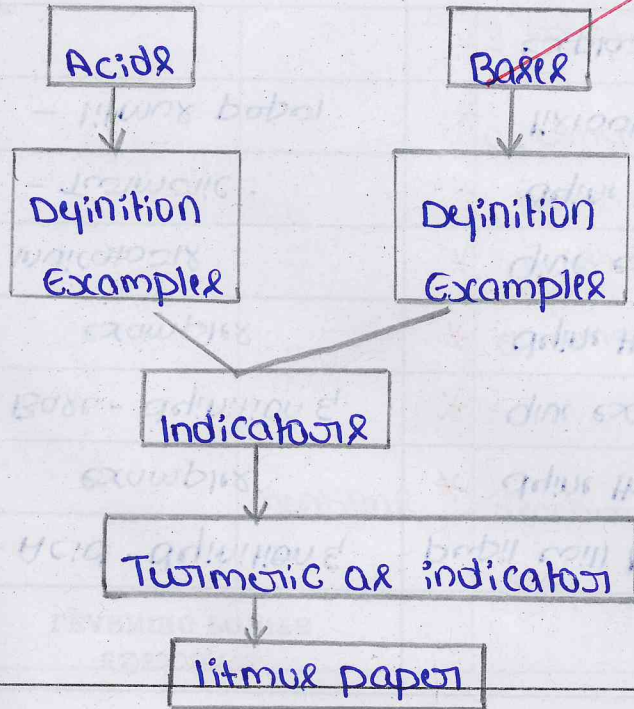 Acids
Bases
Definition
Examples
Definition
Examples
Indicators
Turmeric as indicator
litmus paper